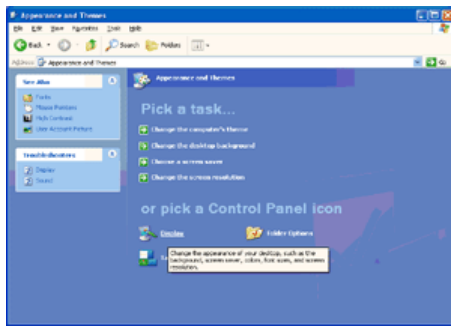 Appearance and Themes
File Edit View Favorites Tools Help
Back Search Folders
Address Appearance and Themes Go
See Also
Fonts
Mouse Pointers
High Contrast
User Account Picture
Troubleshooters
Display
Sound
Appearance and Themes
Pick a task...
Change the computer's theme
Change the desktop background
Choose a screen saver
Change the screen resolution
or pick a Control Panel icon
Display Folder Options
Change the appearance of your desktop, such as the
background, screen saver, colors, font sizes, and screen
resolution.